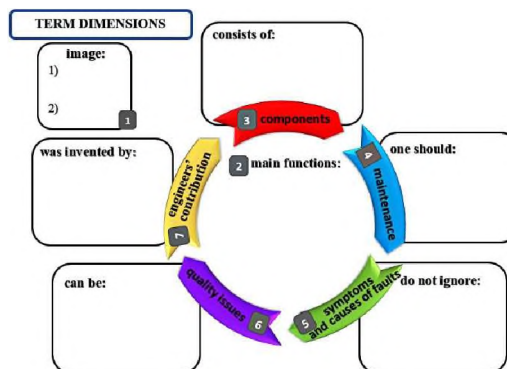 TERM DIMENSIONS
image:
1)
2)
1
consists of:
3 components
was invented by:
2 main functions:
one should:
4 maintenance
engineers'
contribution
7
can be:
quality issues
6
do not ignore:
symptoms
and causes of faults
5